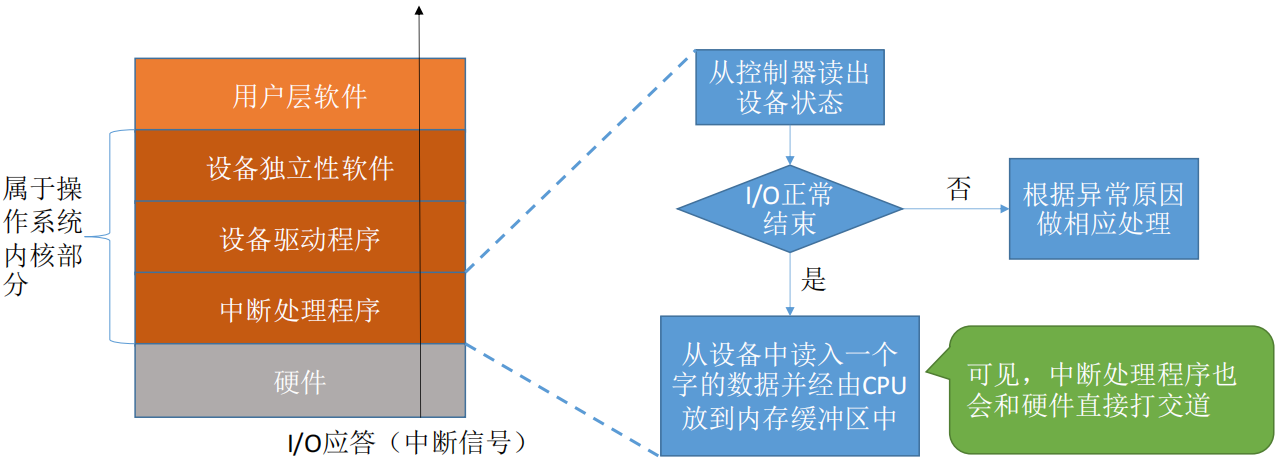 用户层软件
设备独立性软件
设备驱动程序
中断处理程序
硬件
属于操
作系统
内核部
分
I/O应答（中断信号）
从控制器读出
设备状态
I/O正常
结束
否
根据异常原因
做相应处理
是
从设备中读入一个
字的数据并经由CPU
放到内存缓冲区中
可见，中断处理程序也
会和硬件直接打交道